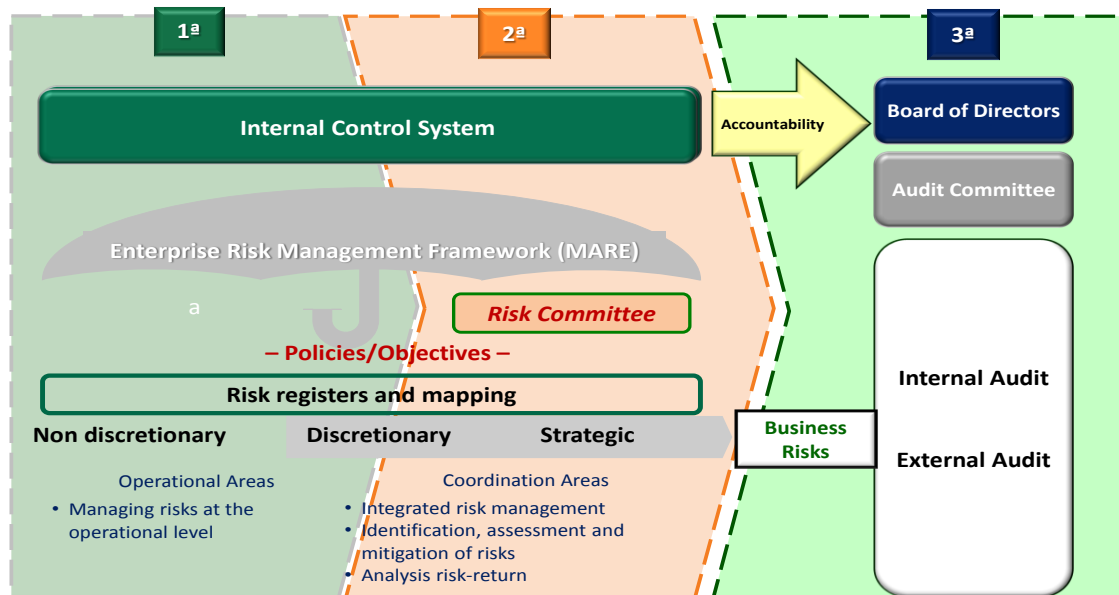 1ª
2ª
3ª
Internal Control System
Accountability
Board of Directors
Audit Committee
Enterprise Risk Management Framework (MARE)
a
Risk Committee
– Policies/Objectives –
Risk registers and mapping
Non discretionary
Discretionary
Strategic
Business
Risks
Internal Audit
External Audit
Operational Areas
• Managing risks at the
operational level
Coordination Areas
• Integrated risk management
• Identification, assessment and
mitigation of risks
• Analysis risk-return